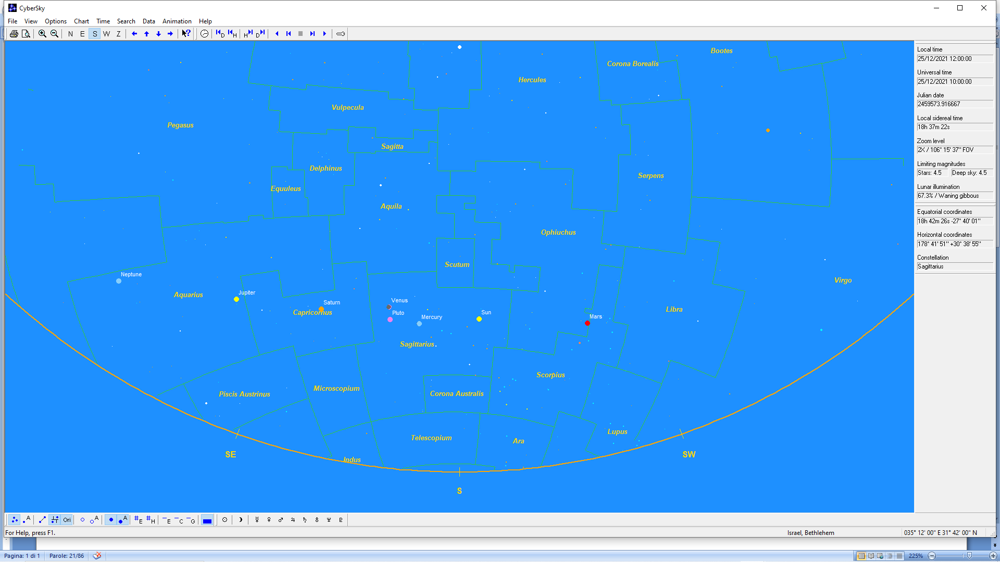 CyberSky
File View Options Chart Time Search Data Animation Help
N E S W Z
D H H D
Bootes
Corona Borealis
Hercules
Vulpecula
Pegasus
Sagitta
Delphinus
Serpens
Equuleus
Aquila
Ophiuchus
Scutum
Neptune
Virgo
Jupiter
Aquarius
Venus
Saturn
Capricornus
Pluto
Sun
Mercury
Mars
Libra
Sagittarius
Scorpius
Microscopium
Piscis Austrinus
Corona Australis
Lupus
Telescopium
Ara
SE
SW
Indus
S
Local time
25/12/2021 12:00:00
Universal time
25/12/2021 10:00:00
Julian date
2459573.916667
Local sidereal time
18h 37m 22s
Zoom level
2X / 106° 15' 37" FOV
Limiting magnitudes
Stars: 4.5 Deep sky: 4.5
Lunar illumination
67.3% / Waning gibbous
Equatorial coordinates
18h 42m 26s -27° 40' 01"
Horizontal coordinates
178° 41' 51" +30° 38' 55"
Constellation
Sagittarius
A Ori A A #E #H E C G
For Help, press F1.
Israel, Bethlehem
035° 12' 00" E 31° 42' 00" N
Pagina: 1 di 1 Parole: 21/86
225%